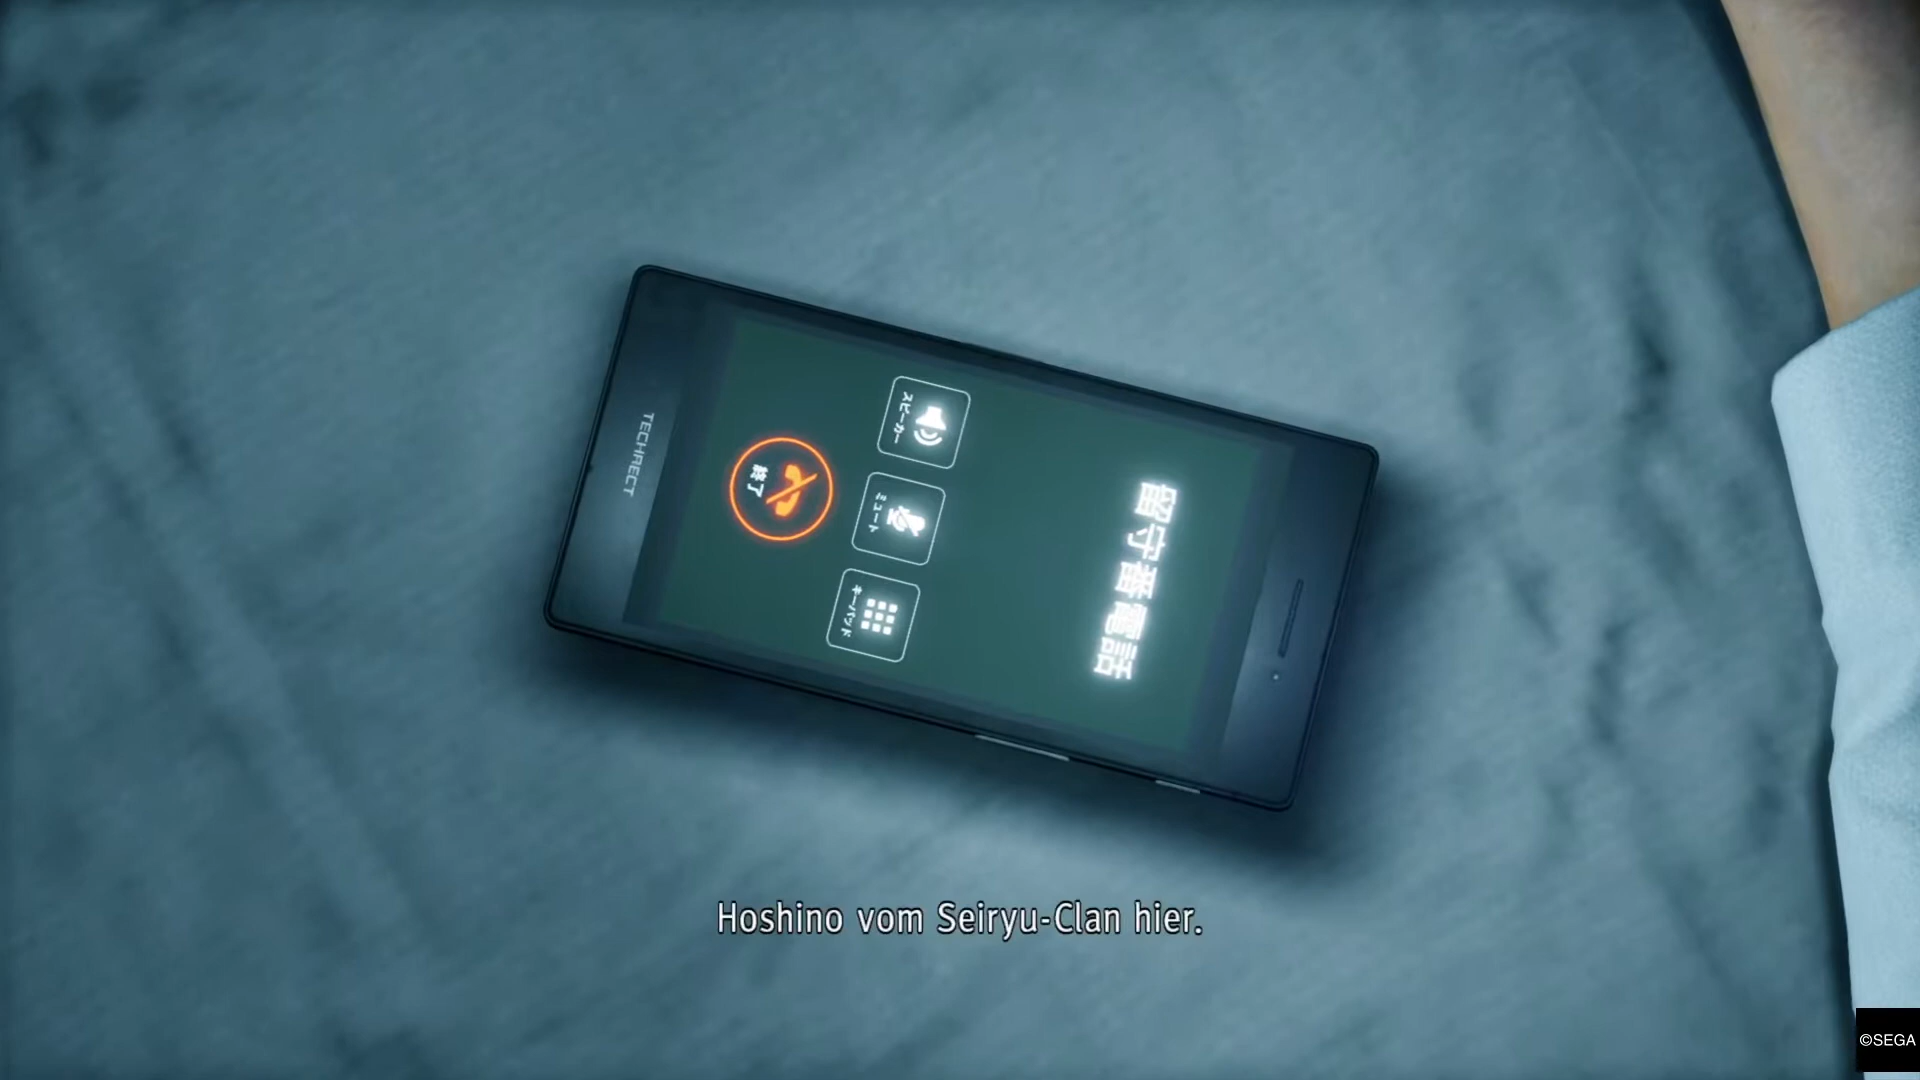 留守番電話
スピーカー
ミュート
キーパッド
終了
TECHRECT
Hoshino vom Seiryu-Clan hier.
©SEGA